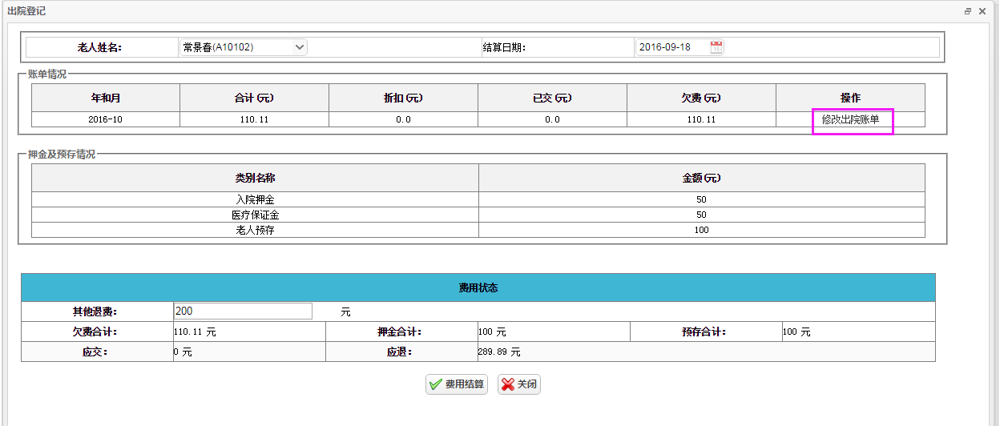 出院登记
老人姓名： 常景春(A10102) 结算日期： 2016-09-18
账单情况
年和月 合计(元) 折扣(元) 已交(元) 欠费(元) 操作
2016-10 110.11 0.0 0.0 110.11 修改出院账单
押金及预存情况
类别名称 金额(元)
入院押金 50
医疗保证金 50
老人预存 100
费用状态
其他退费： 200 元
欠费合计： 110.11 元 押金合计： 100 元 预存合计： 100 元
应交： 0 元 应退： 289.89 元
费用结算 关闭